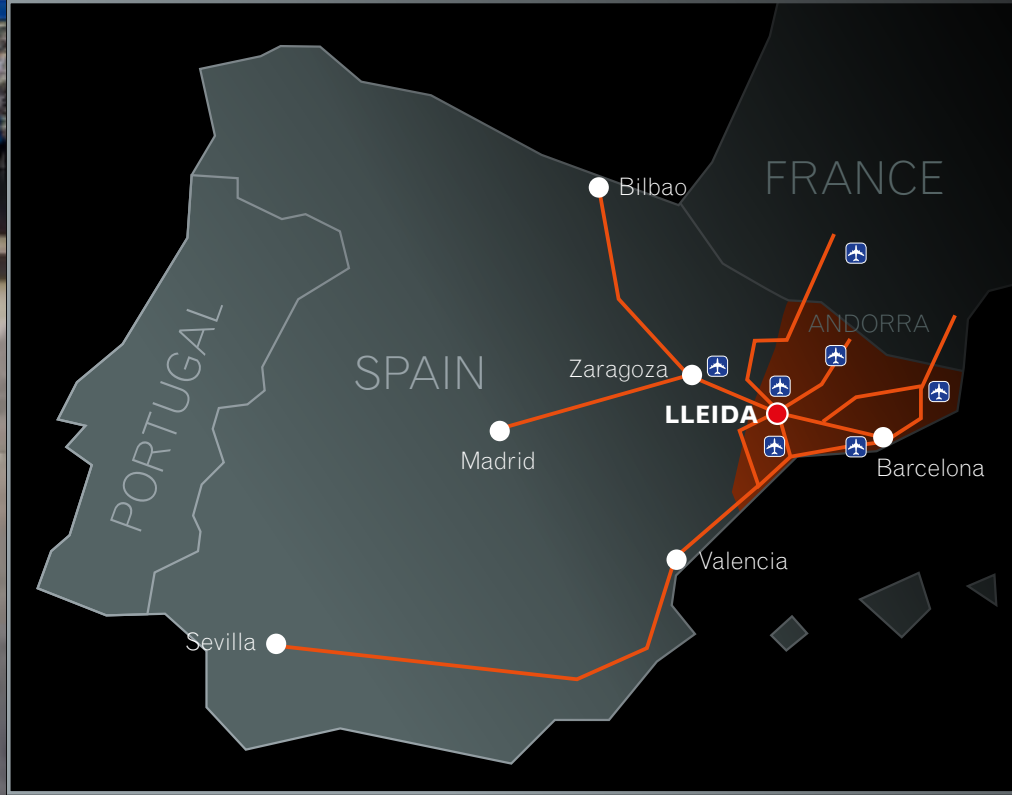 FRANCE
Bilbao
ANDORRA
PORTUGAL
SPAIN
Zaragoza
LLEIDA
Madrid
Barcelona
Valencia
Sevilla